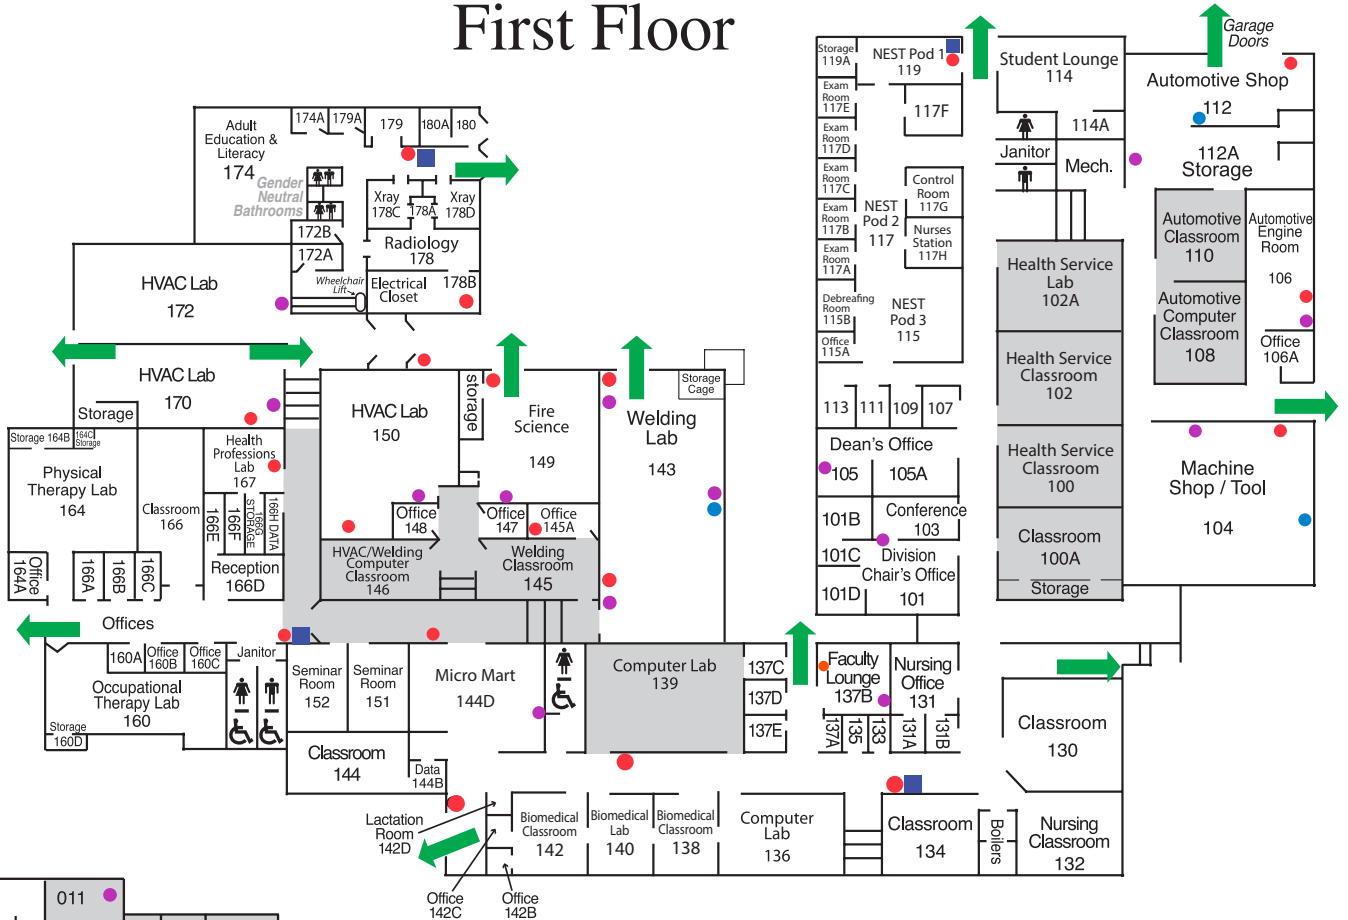 First Floor
Garage
Doors
Storage
119A
NEST Pod 1
119
Student Lounge
114
Automotive Shop
112
Exam
Room
117E
117F
114A
Exam
Room
117D
Janitor
Mech.
112A
Storage
Exam
Room
117C
Control
Room
117G
Exam
Room
117B
NEST
Pod 2
117
Nurses
Station
117H
Exam
Room
117A
Automotive
Classroom
110
Automotive
Engine
Room
106
Debreafing
Room
115B
NEST
Pod 3
115
Office
115A
Health Service
Lab
102A
Automotive
Computer
Classroom
108
Office
106A
Health Service
Classroom
102
113
111
109
107
Dean's Office
105
105A
Health Service
Classroom
100
Machine
Shop / Tool
104
101B
Conference
103
Classroom
100A
Storage
101C
Division
Chair's Office
101
101D
Adult
Education &
Literacy
174
174A
179A
179
180A
180
Gender
Neutral
Bathrooms
Xray
178C
178A
Xray
178D
172B
172A
Radiology
178
Wheelchair
Lift
Electrical
Closet
178B
HVAC Lab
172
HVAC Lab
170
Storage
Storage 164B
164C
Storage
Physical
Therapy Lab
164
Classroom
166
Health
Professions
Lab
167
166E
166F
166G
STORAGE
166H DATA
Office
164A
166A
166B
166C
Reception
166D
HVAC Lab
150
storage
Fire
Science
149
Storage
Cage
Welding
Lab
143
Office
148
Office
147
Office
145A
HVAC/Welding
Computer
Classroom
146
Welding
Classroom
145
Offices
160A
Office
160B
Office
160C
Janitor
Occupational
Therapy Lab
160
Storage
160D
Seminar
Room
152
Seminar
Room
151
Micro Mart
144D
Computer Lab
139
137C
137D
137E
Faculty
Lounge
137B
Nursing
Office
131
137A
135
133
131A
131B
Classroom
130
Classroom
144
Data
144B
Lactation
Room
142D
Biomedical
Classroom
142
Biomedical
Lab
140
Biomedical
Classroom
138
Computer
Lab
136
Classroom
134
Boilers
Nursing
Classroom
132
Office
142C
Office
142B
011